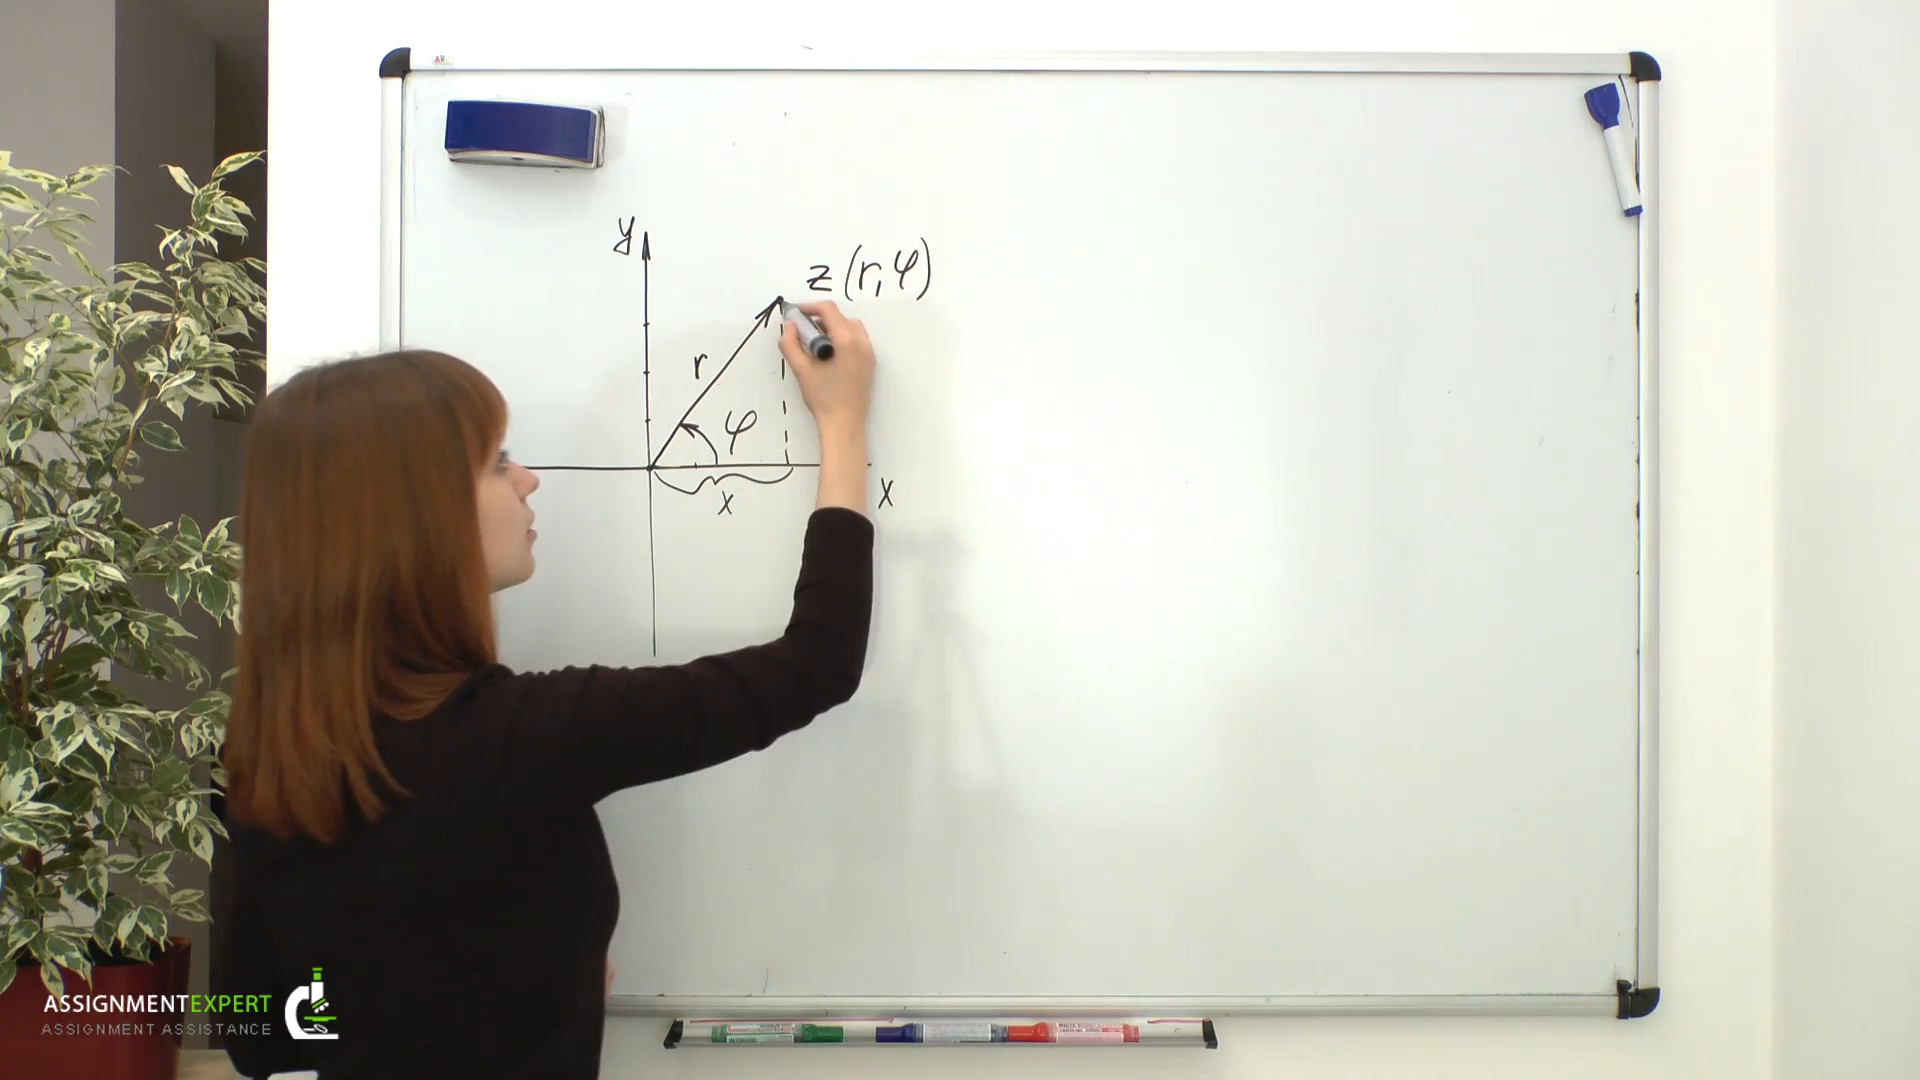 y
z (r, φ)
r
φ
x
x
ASSIGNMENTEXPERT
ASSIGNMENT ASSISTANCE